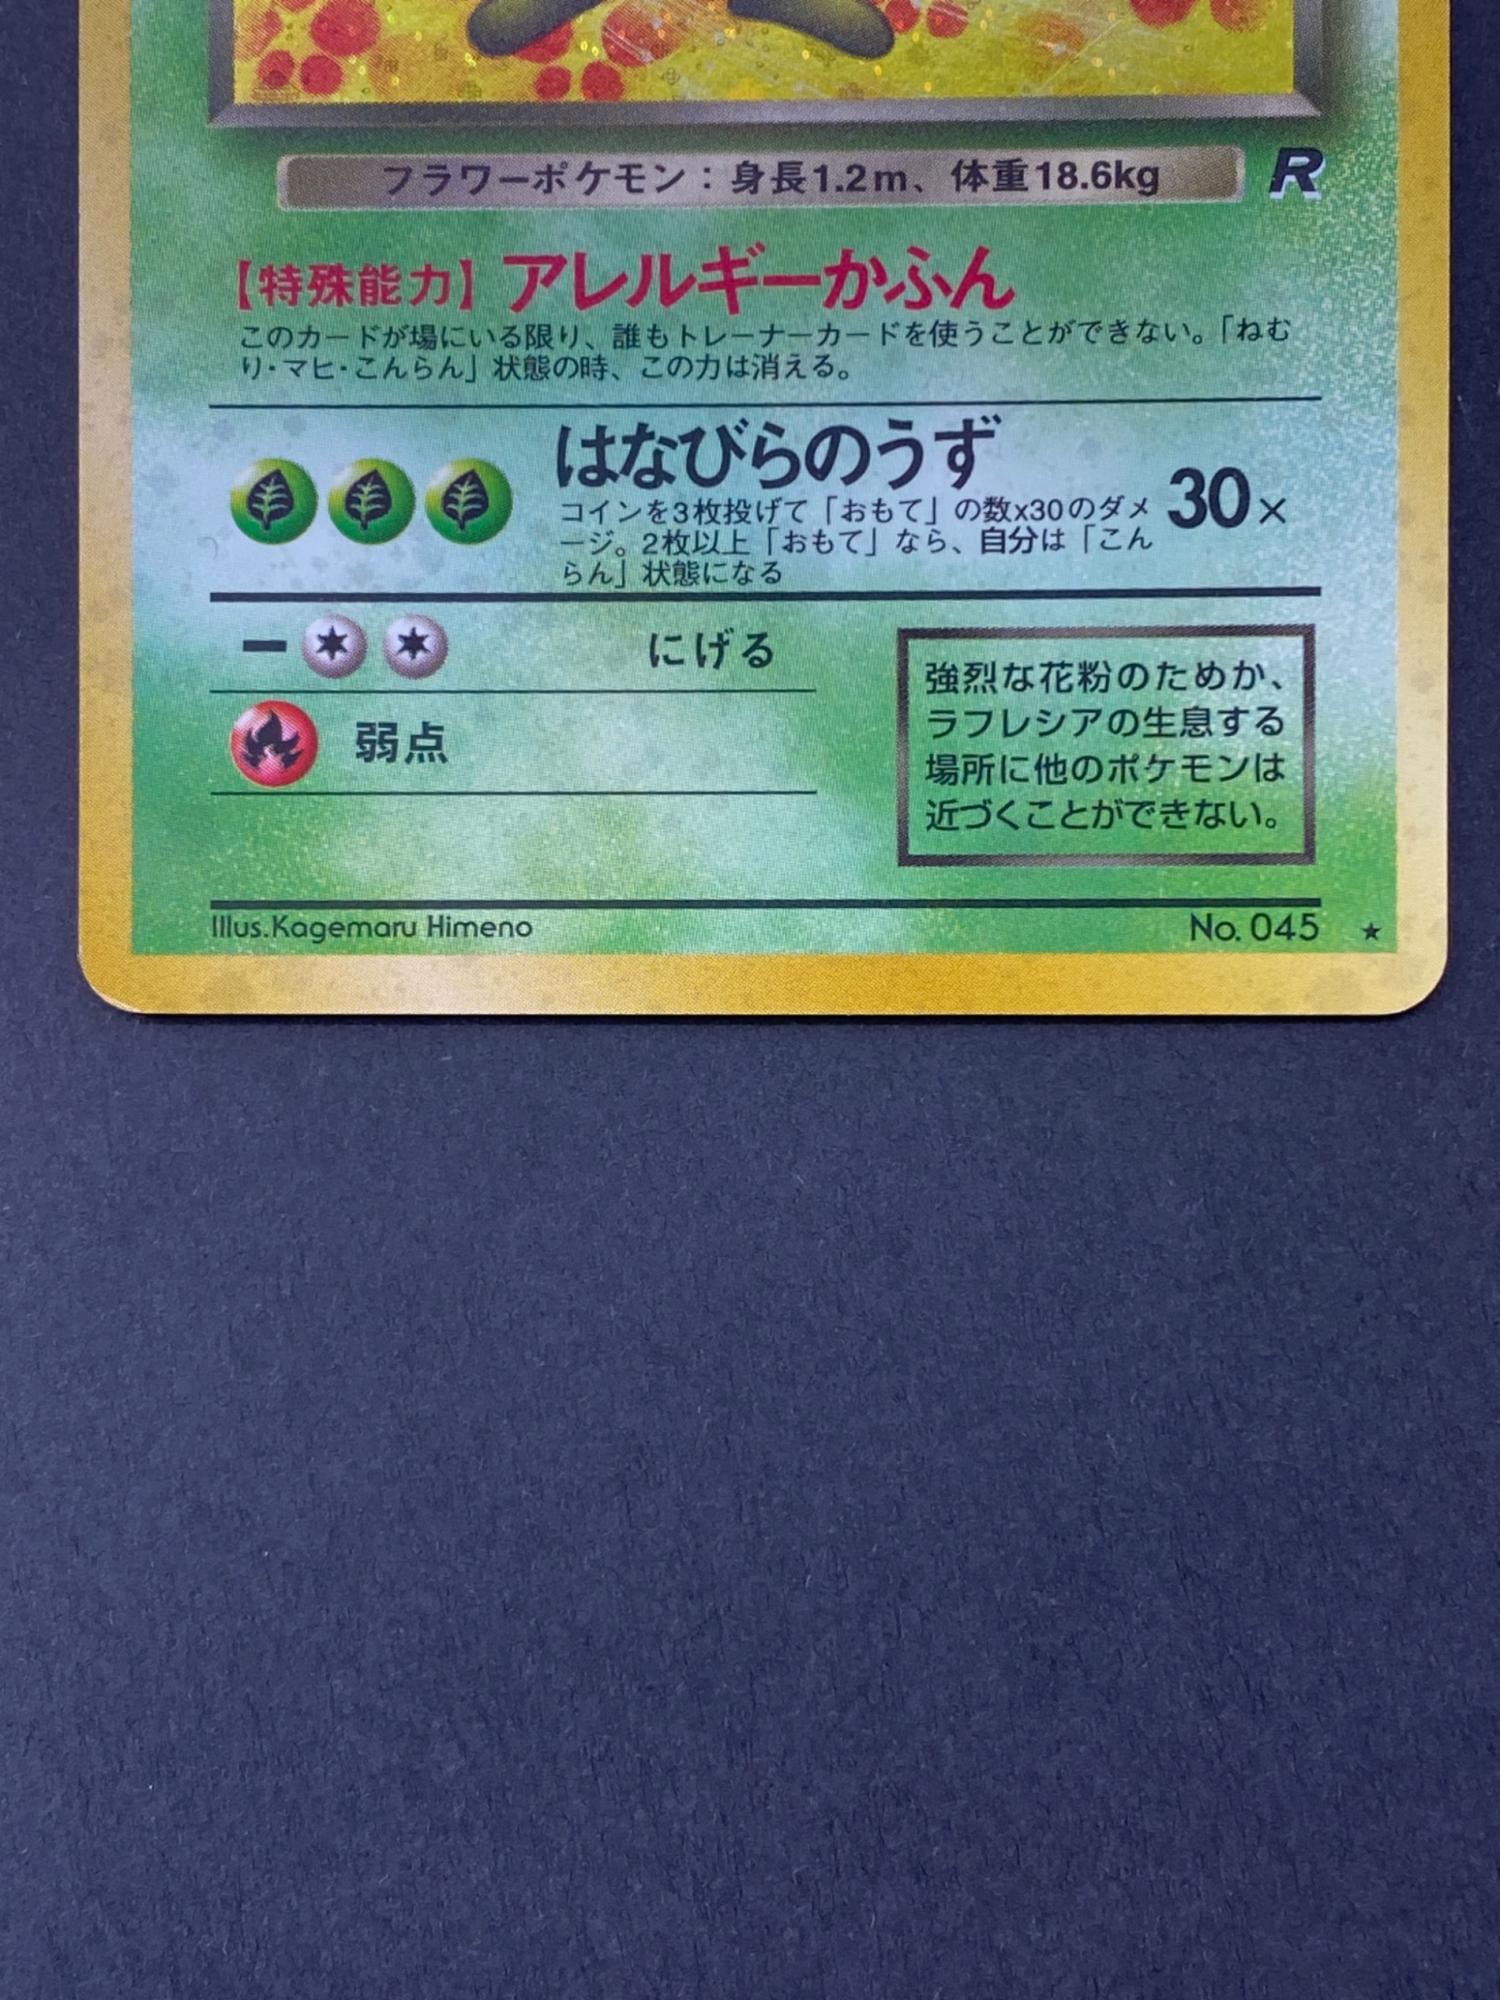 フラワーポケモン：身長1.2m、体重18.6kg
R
【特殊能力】アレルギーかふん
このカードが場にいる限り、誰もトレーナーカードを使うことができない。「ねむ
り・マヒ・こんらん」状態の時、この力は消える。
はなびらのうず
コインを3枚投げて「おもて」の数x30のダメ
ージ。2枚以上「おもて」なら、自分は「こん
らん」状態になる
30×
ー にげる
弱点
強烈な花粉のためか、
ラフレシアの生息する
場所に他のポケモンは
近づくことができない。
Illus.Kagemaru Himeno
No. 045 ★